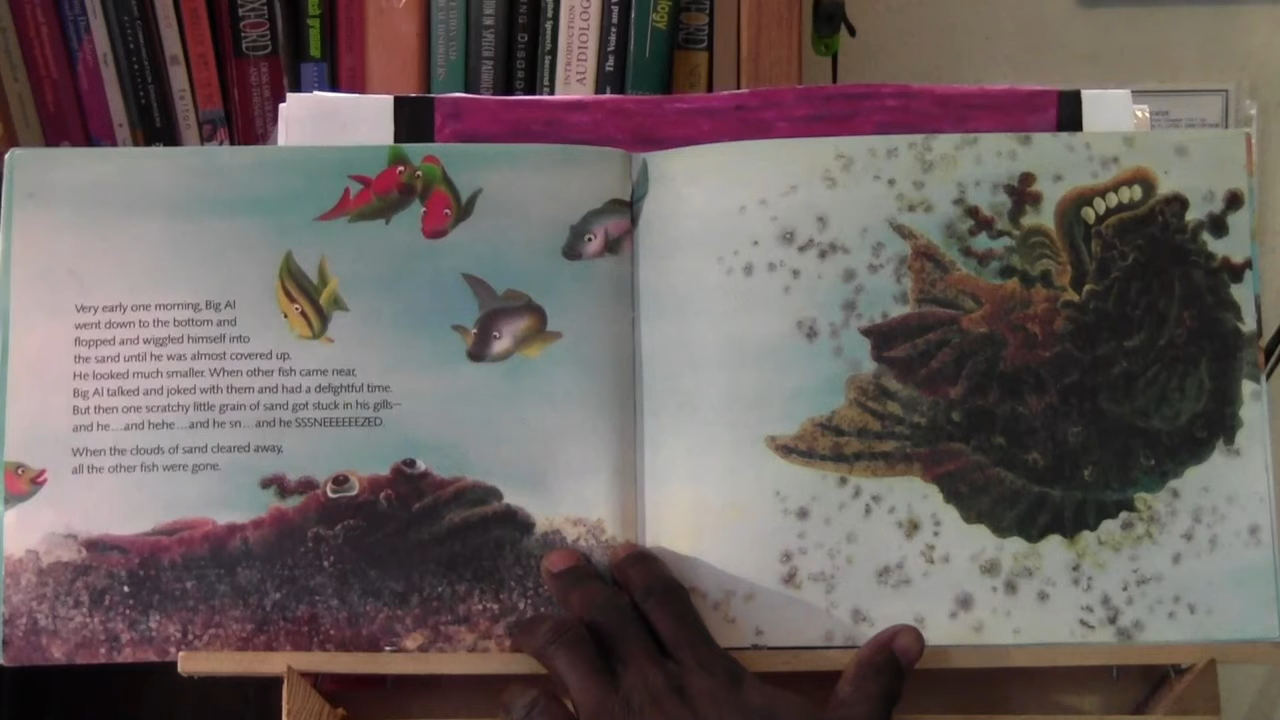 OXFORD
INTRODUCTION
AUDIOLOGY
The Voice and
OXFORD
Very early one morning, Big Al
went down to the bottom and
flopped and wiggled himself into
the sand until he was almost covered up.
He looked much smaller. When other fish came near,
Big Al talked and joked with them and had a delightful time.
But then one scratchy little grain of sand got stuck in his gills—
and he...and hehe...and he sn...and he SSSNEEEEEEZED.
When the clouds of sand cleared away,
all the other fish were gone.